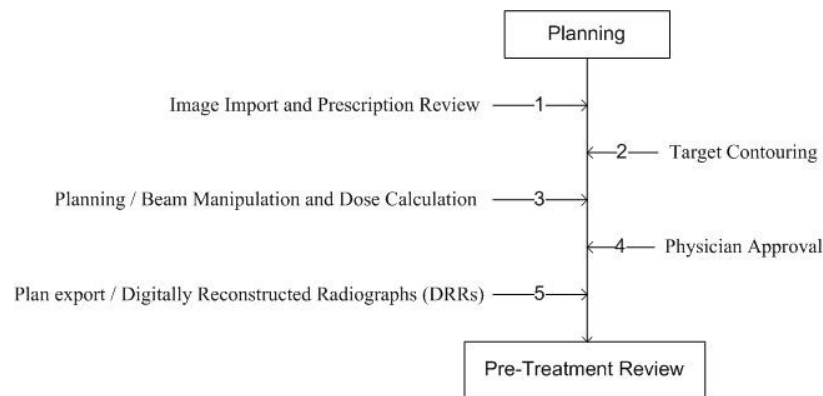 Planning
Image Import and Prescription Review
1
2
Target Contouring
Planning / Beam Manipulation and Dose Calculation
3
4
Physician Approval
Plan export / Digitally Reconstructed Radiographs (DRRs)
5
Pre-Treatment Review